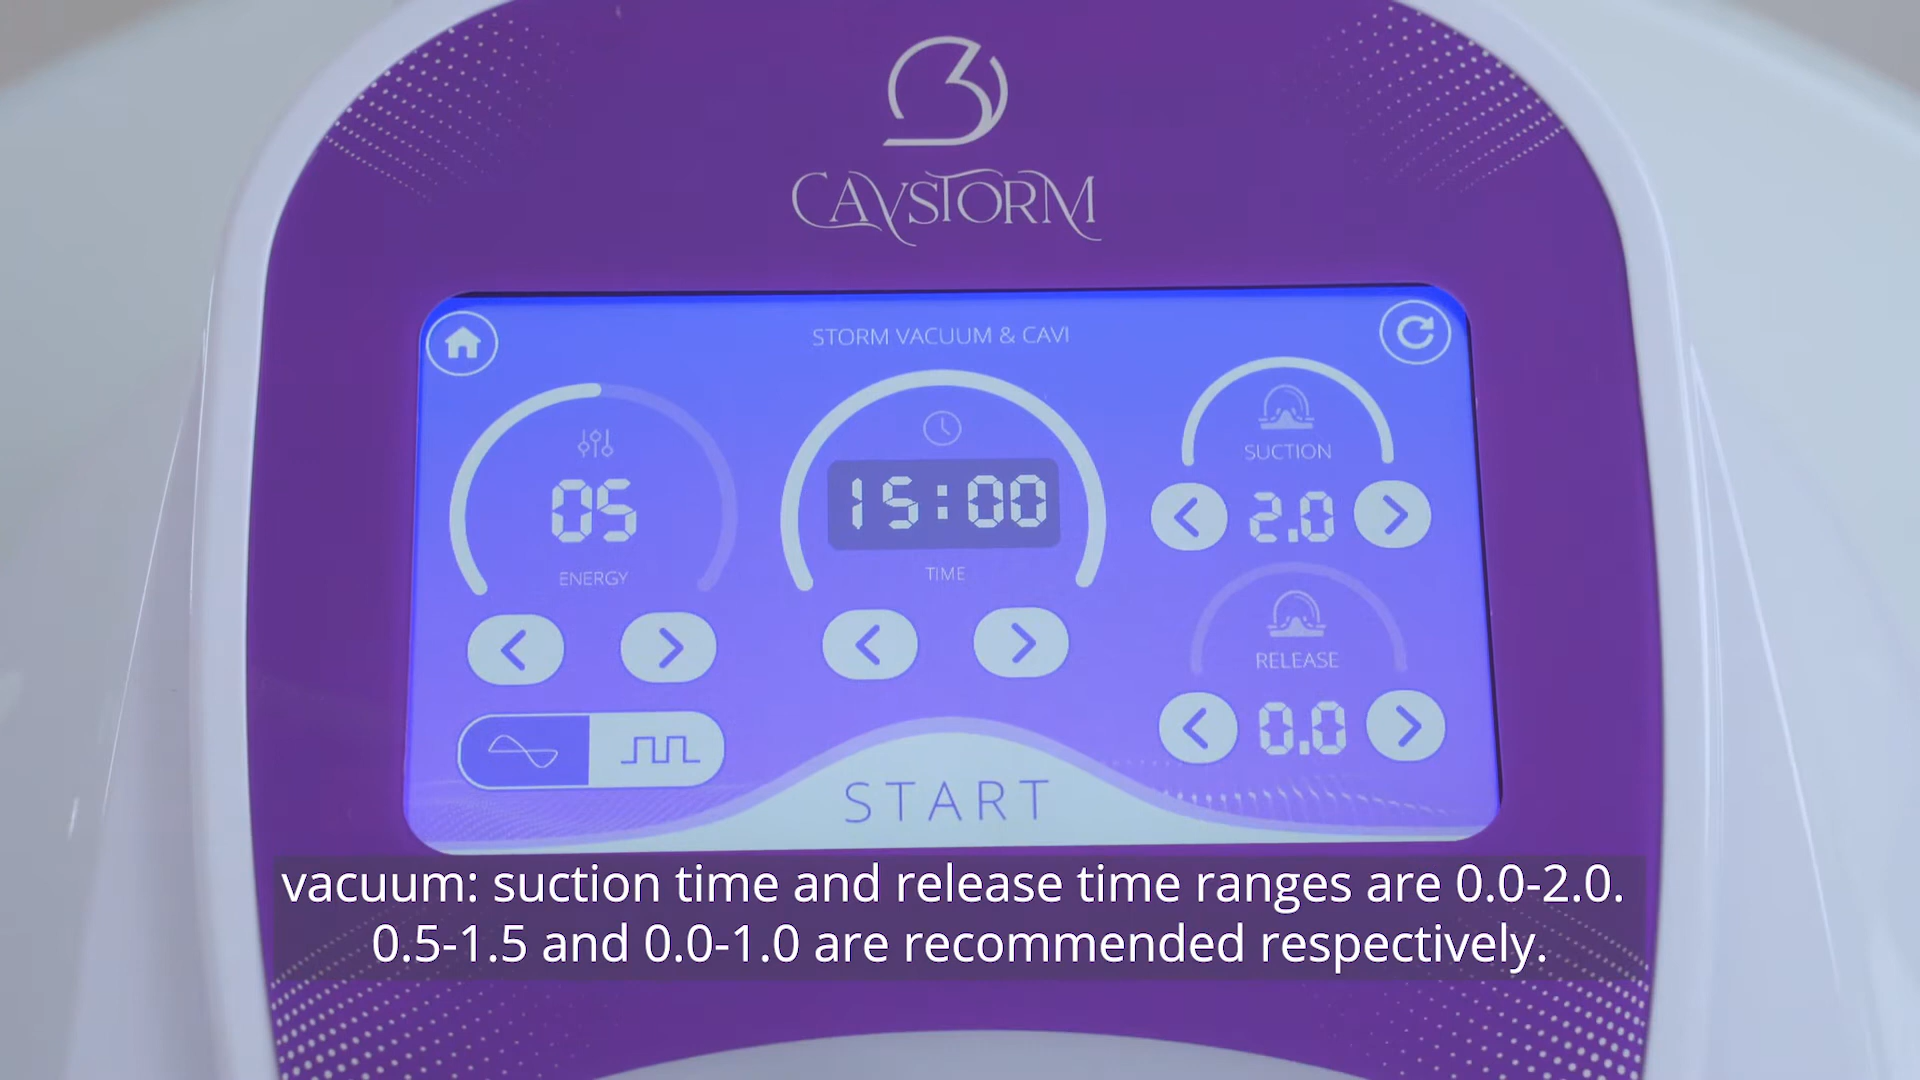 CAVSTORM
STORM VACUUM & CAVI
05
ENERGY
15:00
TIME
SUCTION
2.0
RELEASE
0.0
START
vacuum: suction time and release time ranges are 0.0-2.0.
0.5-1.5 and 0.0-1.0 are recommended respectively.